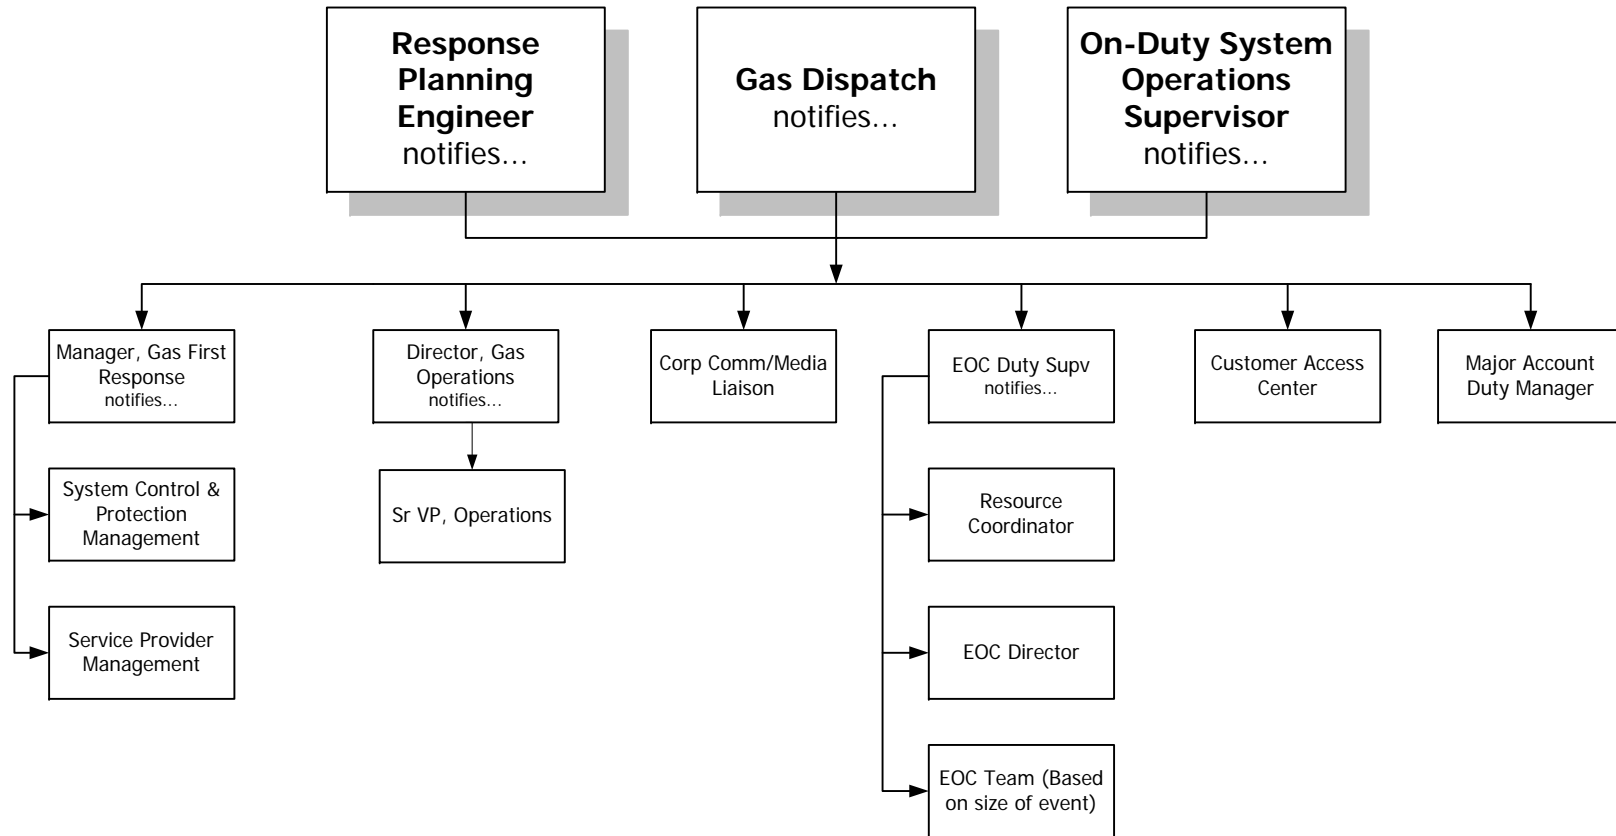 Response
Planning
Engineer
notifies...
Gas Dispatch
notifies...
On-Duty System
Operations
Supervisor
notifies...
Manager, Gas First
Response
notifies...
Director, Gas
Operations
notifies...
Corp Comm/Media
Liaison
EOC Duty Supv
notifies...
Customer Access
Center
Major Account
Duty Manager
System Control &
Protection
Management
Sr VP, Operations
Resource
Coordinator
Service Provider
Management
EOC Director
EOC Team (Based
on size of event)